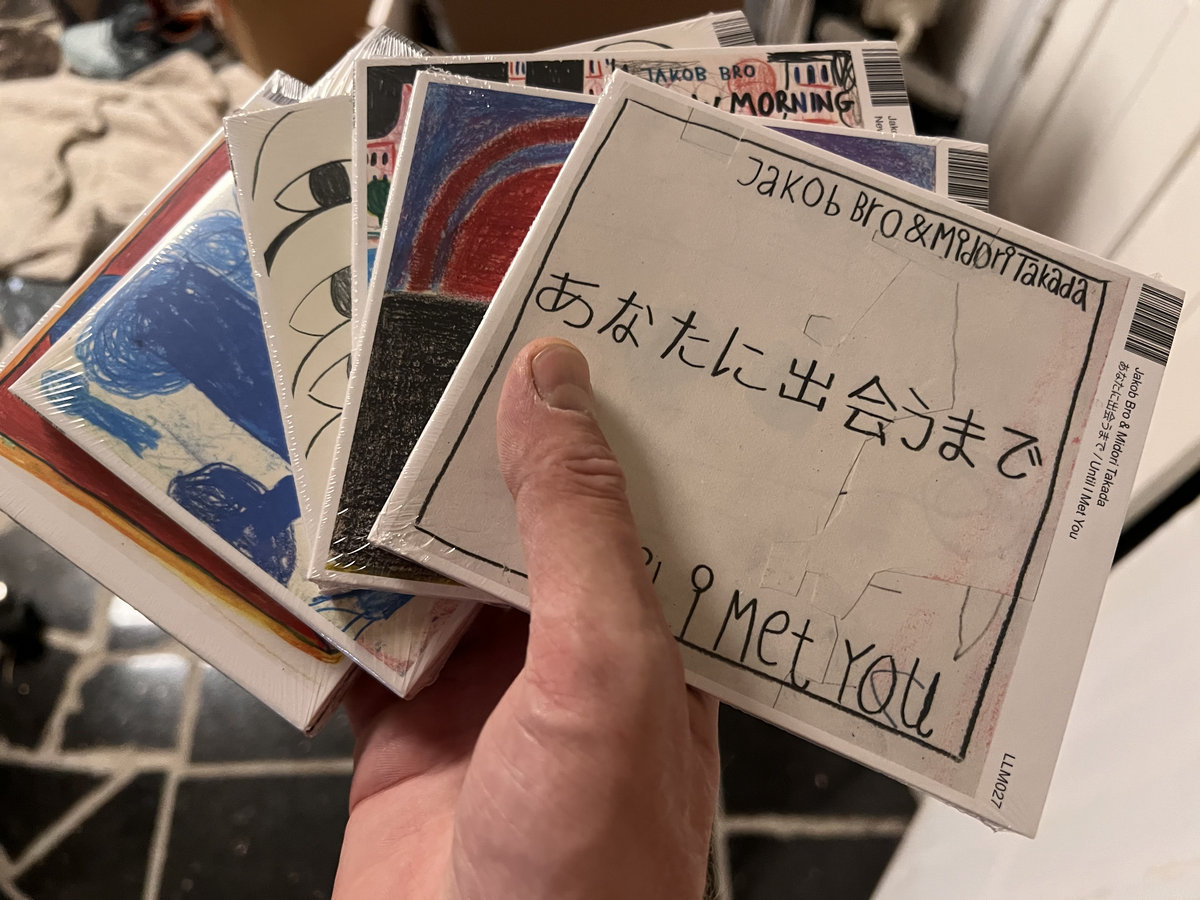 JAKOB BRO
MORNING
Jakob Bro & Midori Takada
あなたに出会うまで
I Met You
Jakob Bro & Midori Takada
あなたに出会うまで / Until I Met You
LLM027